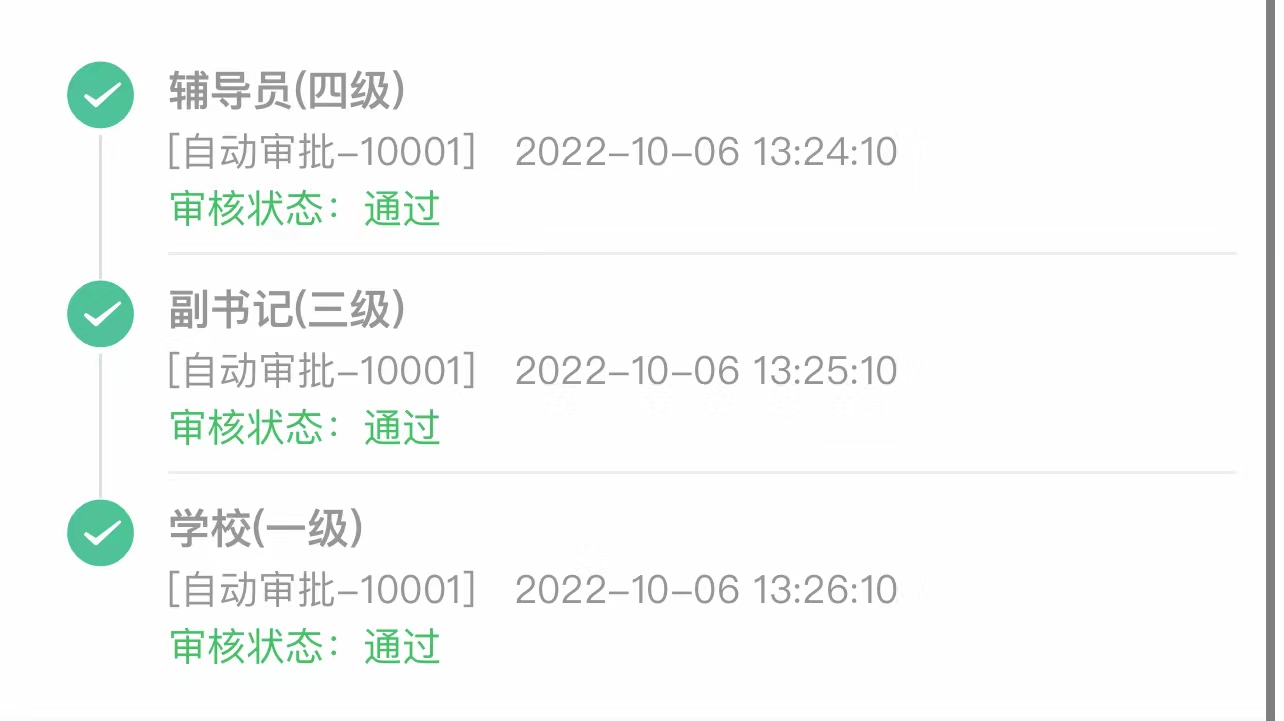 辅导员(四级)
[自动审批-10001] 2022-10-06 13:24:10
审核状态：通过
副书记(三级)
[自动审批-10001] 2022-10-06 13:25:10
审核状态：通过
学校(一级)
[自动审批-10001] 2022-10-06 13:26:10
审核状态：通过